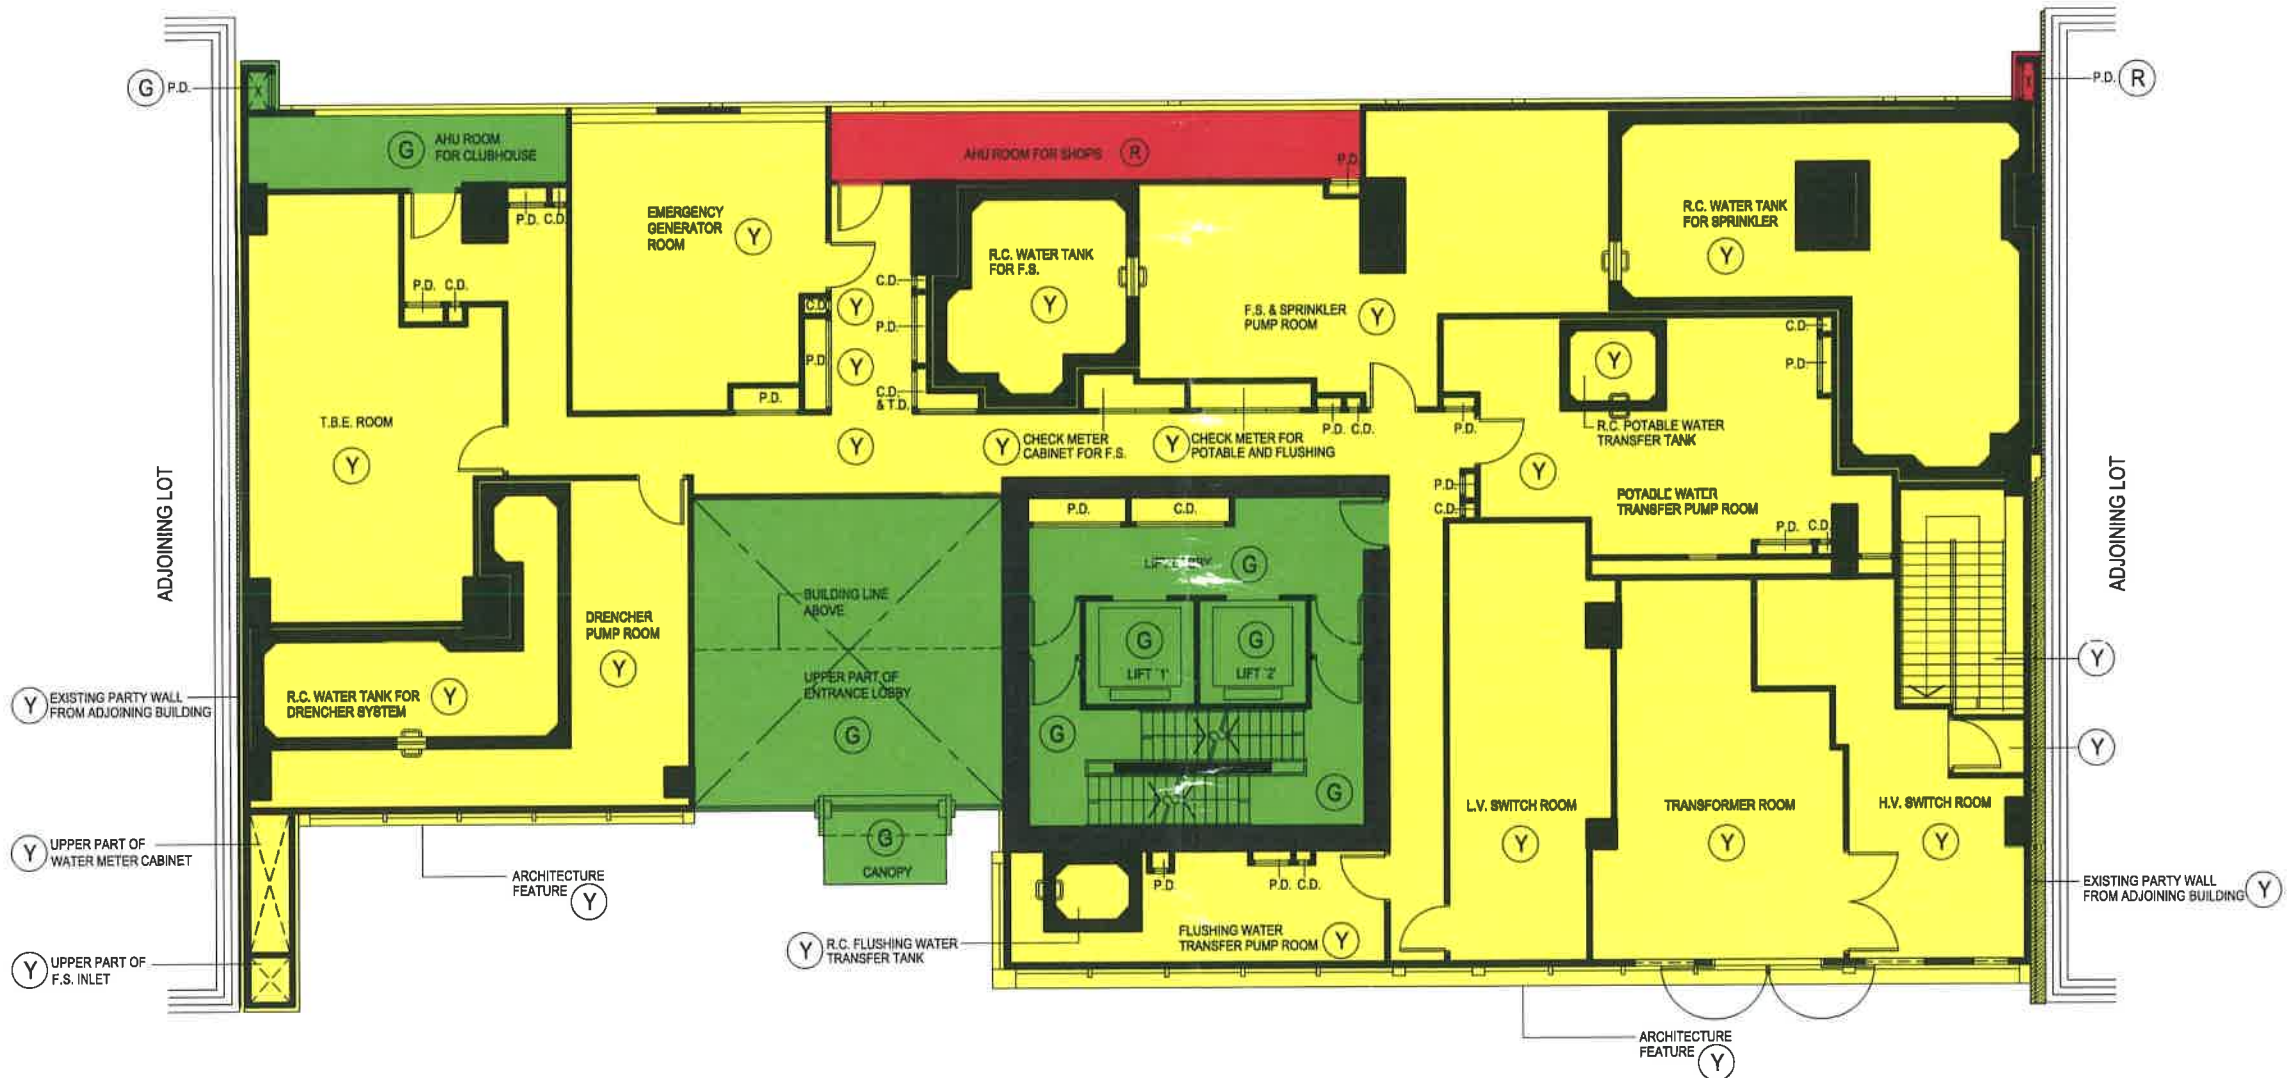 G P.D.
P.D. R
G AHU ROOM
FOR CLUBHOUSE
AHU ROOM FOR SHOPS R
P.D.
P.D. C.D.
EMERGENCY
GENERATOR
ROOM
Y
R.C. WATER TANK
FOR F.S.
Y
R.C. WATER TANK
FOR SPRINKLER
Y
P.D. C.D.
C.D.
Y
C.D.
P.D.
P.D.
Y
C.D.
& T.D.
P.D.
F.S. & SPRINKLER
PUMP ROOM
Y
Y
C.D.
P.D.
T.B.E. ROOM
Y
Y
Y CHECK METER
CABINET FOR F.S.
Y CHECK METER FOR
POTABLE AND FLUSHING
P.D. C.D.
P.D.
R.C. POTABLE WATER
TRANSFER TANK
Y
P.D.
C.D.
POTABLE WATER
TRANSFER PUMP ROOM
P.D. C.D.
ADJOINING LOT
ADJOINING LOT
P.D.
C.D.
LIFT LOBBY G
BUILDING LINE
ABOVE
DRENCHER
PUMP ROOM
Y
G
LIFT '1'
G
LIFT '2'
UPPER PART OF
ENTRANCE LOBBY
G
G
G
Y
Y
Y EXISTING PARTY WALL
FROM ADJOINING BUILDING
R.C. WATER TANK FOR
DRENCHER SYSTEM
Y
L.V. SWITCH ROOM
Y
TRANSFORMER ROOM
Y
H.V. SWITCH ROOM
Y
Y UPPER PART OF
WATER METER CABINET
G
CANOPY
ARCHITECTURE
FEATURE Y
P.D.
P.D. C.D.
EXISTING PARTY WALL
FROM ADJOINING BUILDING Y
Y R.C. FLUSHING WATER
TRANSFER TANK
FLUSHING WATER
TRANSFER PUMP ROOM Y
Y UPPER PART OF
F.S. INLET
ARCHITECTURE
FEATURE Y